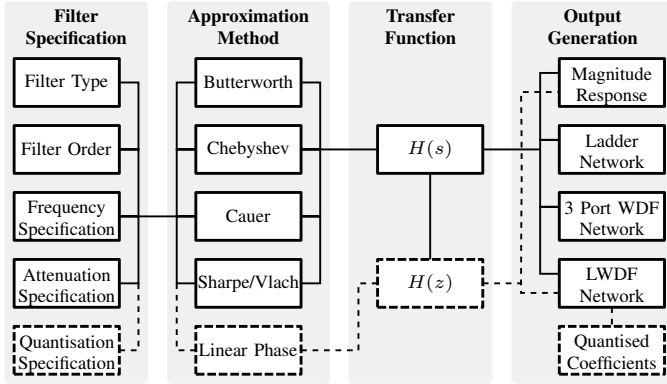 Filter
Specification
Filter Type
Filter Order
Frequency
Specification
Attenuation
Specification
Quantisation
Specification
Approximation
Method
Butterworth
Chebyshev
Cauer
Sharpe/Vlach
Linear Phase
Transfer
Function
H(s)
H(z)
Output
Generation
Magnitude
Response
Ladder
Network
3 Port WDF
Network
LWDF
Network
Quantised
Coefficients